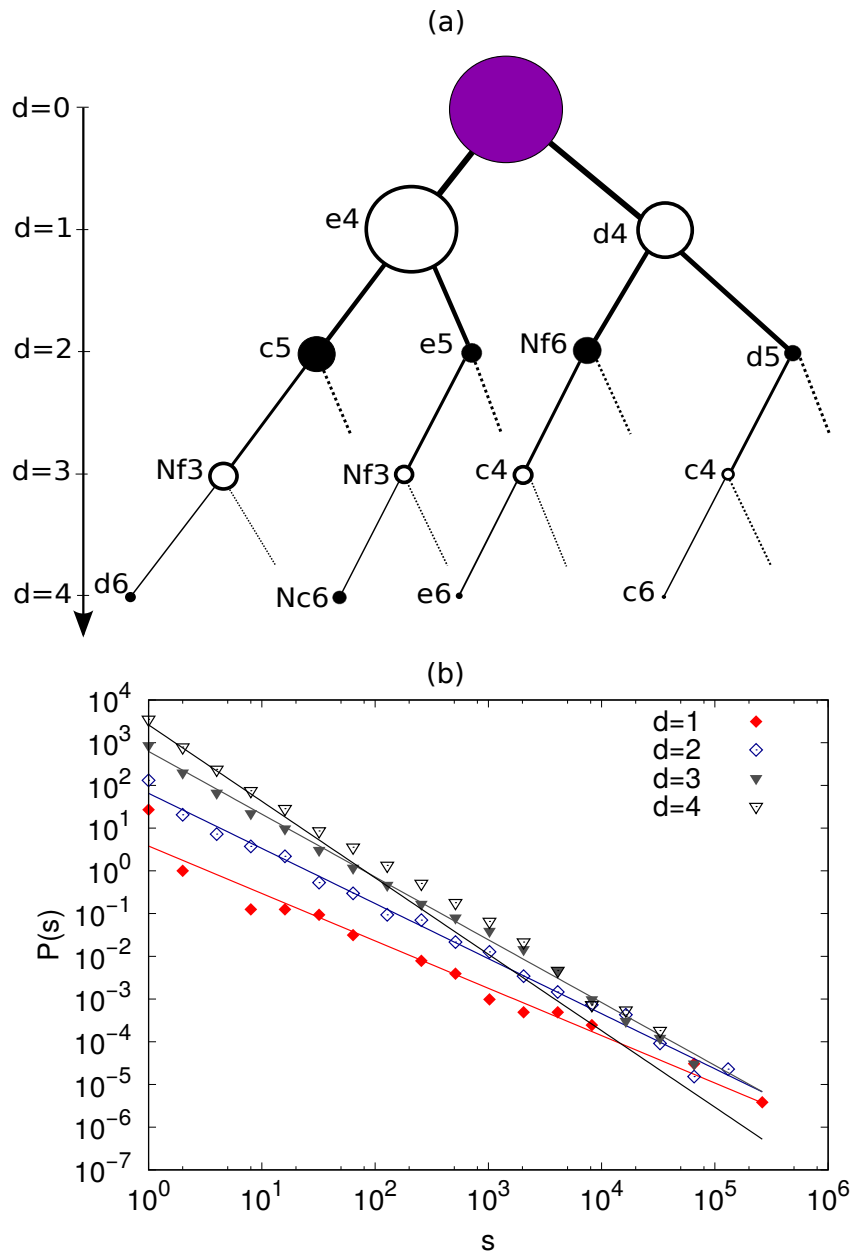 (a)
d=0
e4
d4
d=1
c5
e5
Nf6
d5
d=2
Nf3
Nf3
c4
c4
d=3
d6
Nc6
e6
c6
d=4
(b)
P(s)
10^4
10^3
10^2
10^1
10^0
10^-1
10^-2
10^-3
10^-4
10^-5
10^-6
10^-7
d=1
d=2
d=3
d=4
10^0 10^1 10^2 10^3 10^4 10^5 10^6
s